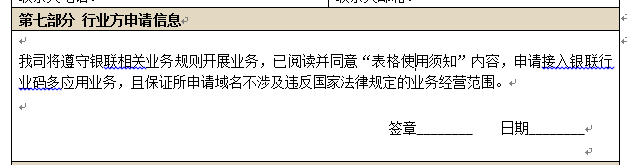 第七部分 行业方申请信息
我司将遵守银联相关业务规则开展业务，已阅读并同意“表格使用须知”内容，申请接入银联行
业码多应用业务，且保证所申请域名不涉及违反国家法律规定的业务经营范围。
签章________ 日期________